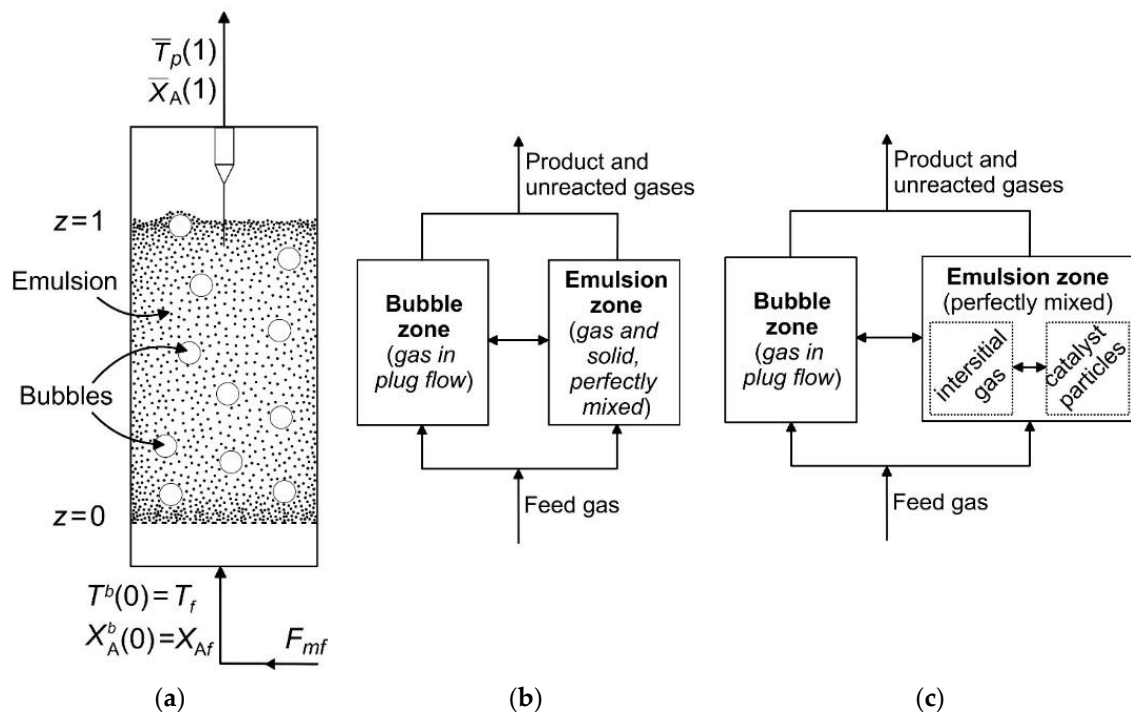 T̅p(1)
X̅A(1)
z=1
Emulsion
Bubbles
z=0
Tᵇ(0)=Tf
XᵇA(0)=XAf
Fmf
(a)
Product and
unreacted gases
Bubble
zone
(gas in
plug flow)
Emulsion
zone
(gas and
solid,
perfectly
mixed)
Feed gas
(b)
Product and
unreacted gases
Bubble
zone
(gas in
plug flow)
Emulsion zone
(perfectly mixed)
intersitial
gas
catalyst
particles
Feed gas
(c)